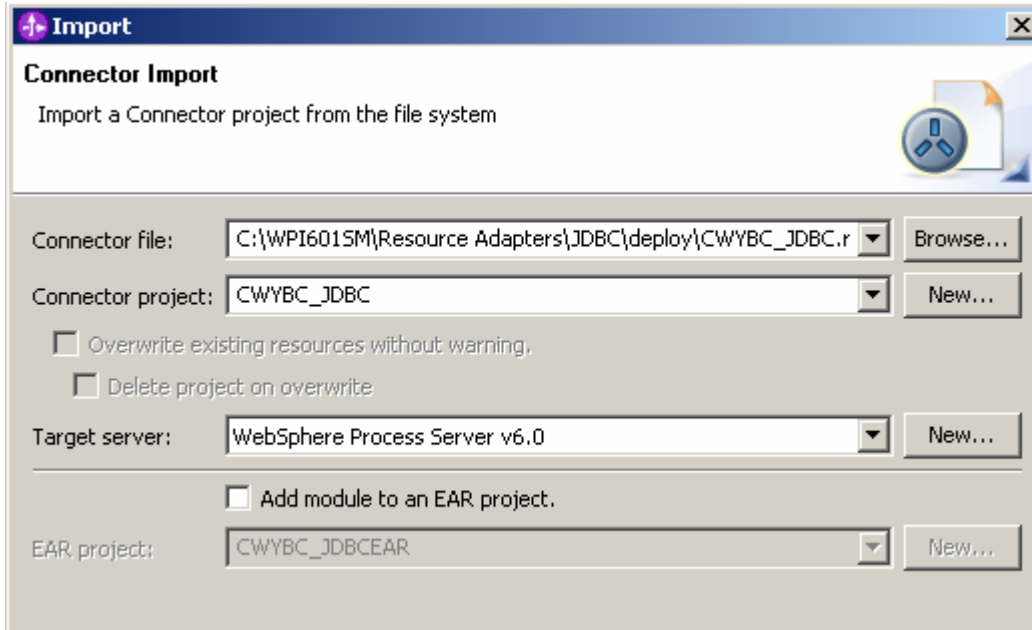 Import
Connector Import
Import a Connector project from the file system
Connector file: C:\WPI601SM\Resource Adapters\JDBC\deploy\CWYBC_JDBC.r Browse...
Connector project: CWYBC_JDBC New...
Overwrite existing resources without warning.
Delete project on overwrite
Target server: WebSphere Process Server v6.0 New...
Add module to an EAR project.
EAR project: CWYBC_JDBCEAR New...